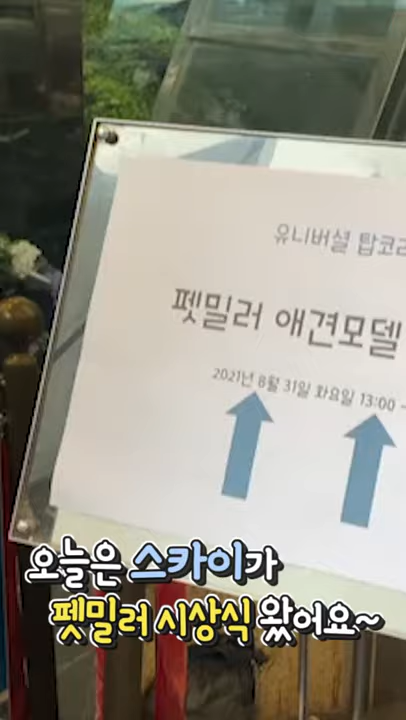 유니버셜 탑코리
펫밀러 애견모델
2021년 8월 31일 화요일 13:00 ~
오늘은 스카이가
펫밀러 시상식 왔어요~